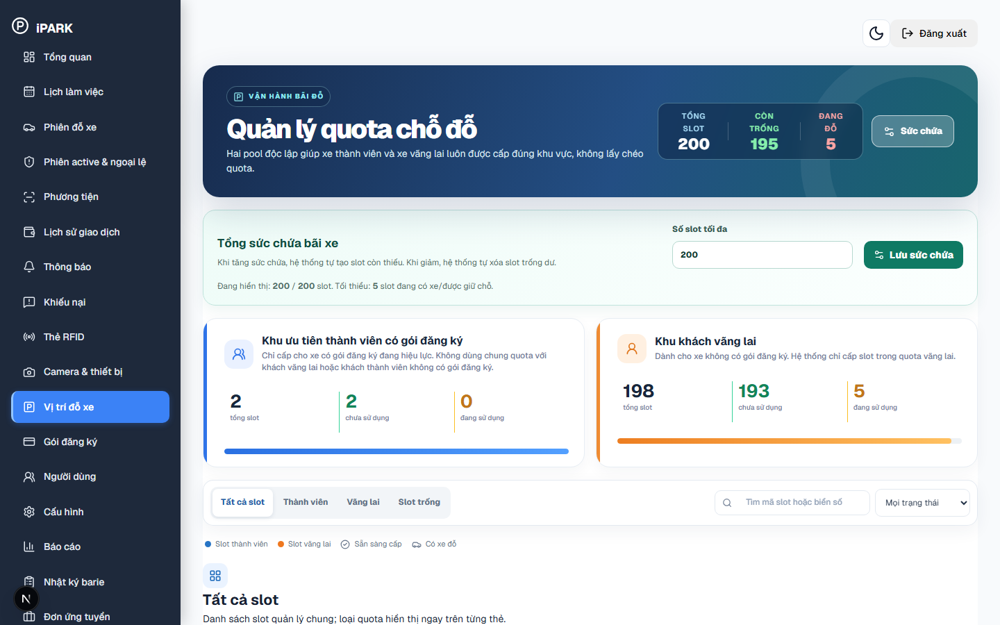 iPARK
Tổng quan
Lịch làm việc
Phiên đỗ xe
Phiên active & ngoại lệ
Phương tiện
Lịch sử giao dịch
Thông báo
Khiếu nại
Thẻ RFID
Camera & thiết bị
Vị trí đỗ xe
Gói đăng ký
Người dùng
Cấu hình
Báo cáo
Nhật ký barie
Đơn ứng tuyển
N
Đăng xuất
VẬN HÀNH BÃI ĐỖ
Quản lý quota chỗ đỗ
Hai pool độc lập giúp xe thành viên và xe vãng lai luôn được cấp đúng khu vực, không lấy chéo
quota.
TỔNG
SLOT
200
CÒN
TRỐNG
195
ĐANG
ĐỖ
5
Sức chứa
Tổng sức chứa bãi xe
Khi tăng sức chứa, hệ thống tự tạo slot còn thiếu. Khi giảm, hệ thống tự xóa slot trống dư.
Đang hiển thị: 200 / 200 slot. Tối thiểu: 5 slot đang có xe/được giữ chỗ.
Số slot tối đa
200
Lưu sức chứa
Khu ưu tiên thành viên có gói đăng ký
Chỉ cấp cho xe có gói đăng ký đang hiệu lực. Không dùng chung quota với
khách vãng lai hoặc khách thành viên không có gói đăng ký.
2
tổng slot
2
chưa sử dụng
0
đang sử dụng
Khu khách vãng lai
Dành cho xe không có gói đăng ký. Hệ thống chỉ cấp slot trong quota vãng lai.
198
tổng slot
193
chưa sử dụng
5
đang sử dụng
Tất cả slot
Thành viên
Vãng lai
Slot trống
Tìm mã slot hoặc biển số
Mọi trạng thái
Slot thành viên
Slot vãng lai
Sẵn sàng cấp
Có xe đỗ
Tất cả slot
Danh sách slot quản lý chung; loại quota hiển thị ngay trên từng thẻ.